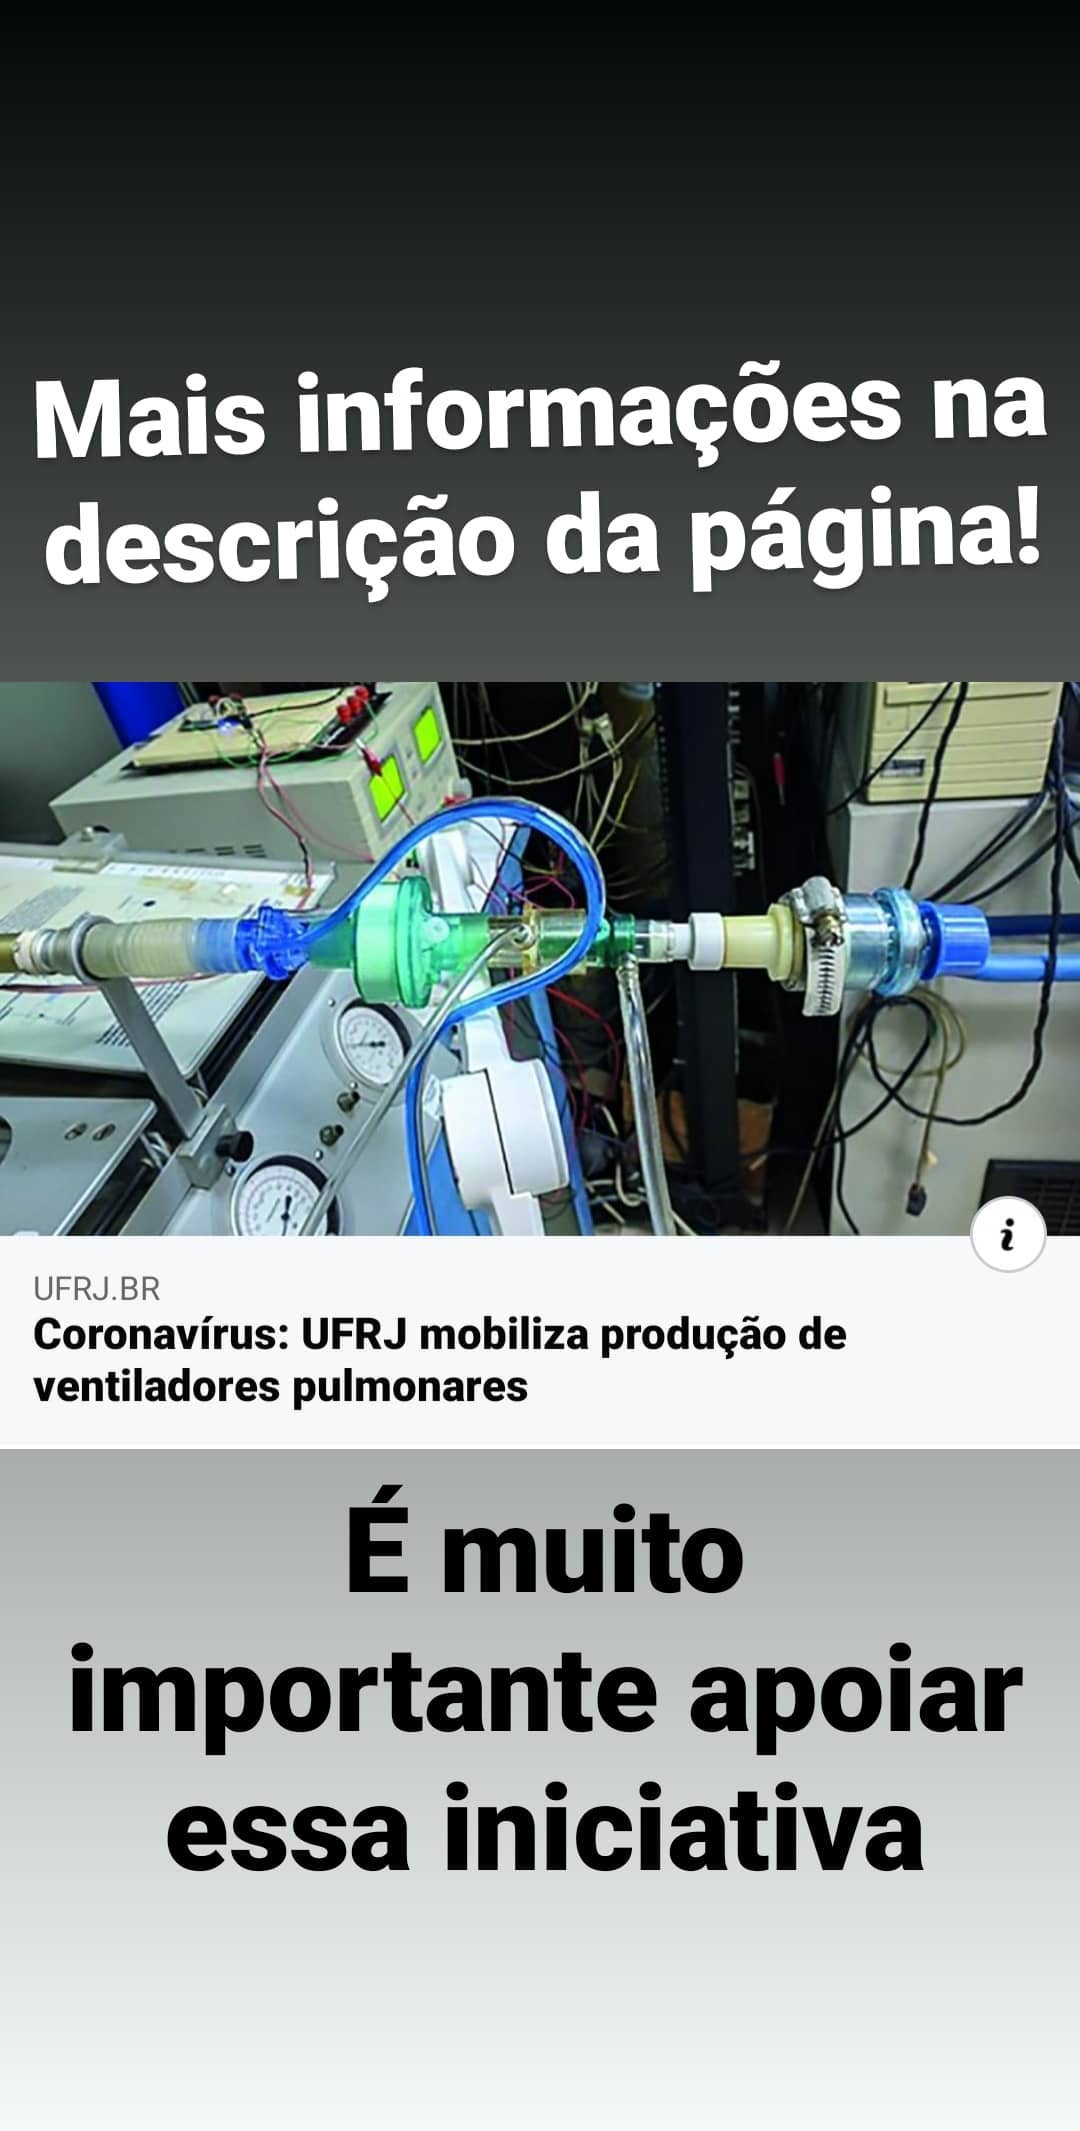 Mais informações na
descrição da página!
UFRJ.BR
Coronavírus: UFRJ mobiliza produção de
ventiladores pulmonares
É muito
importante apoiar
essa iniciativa